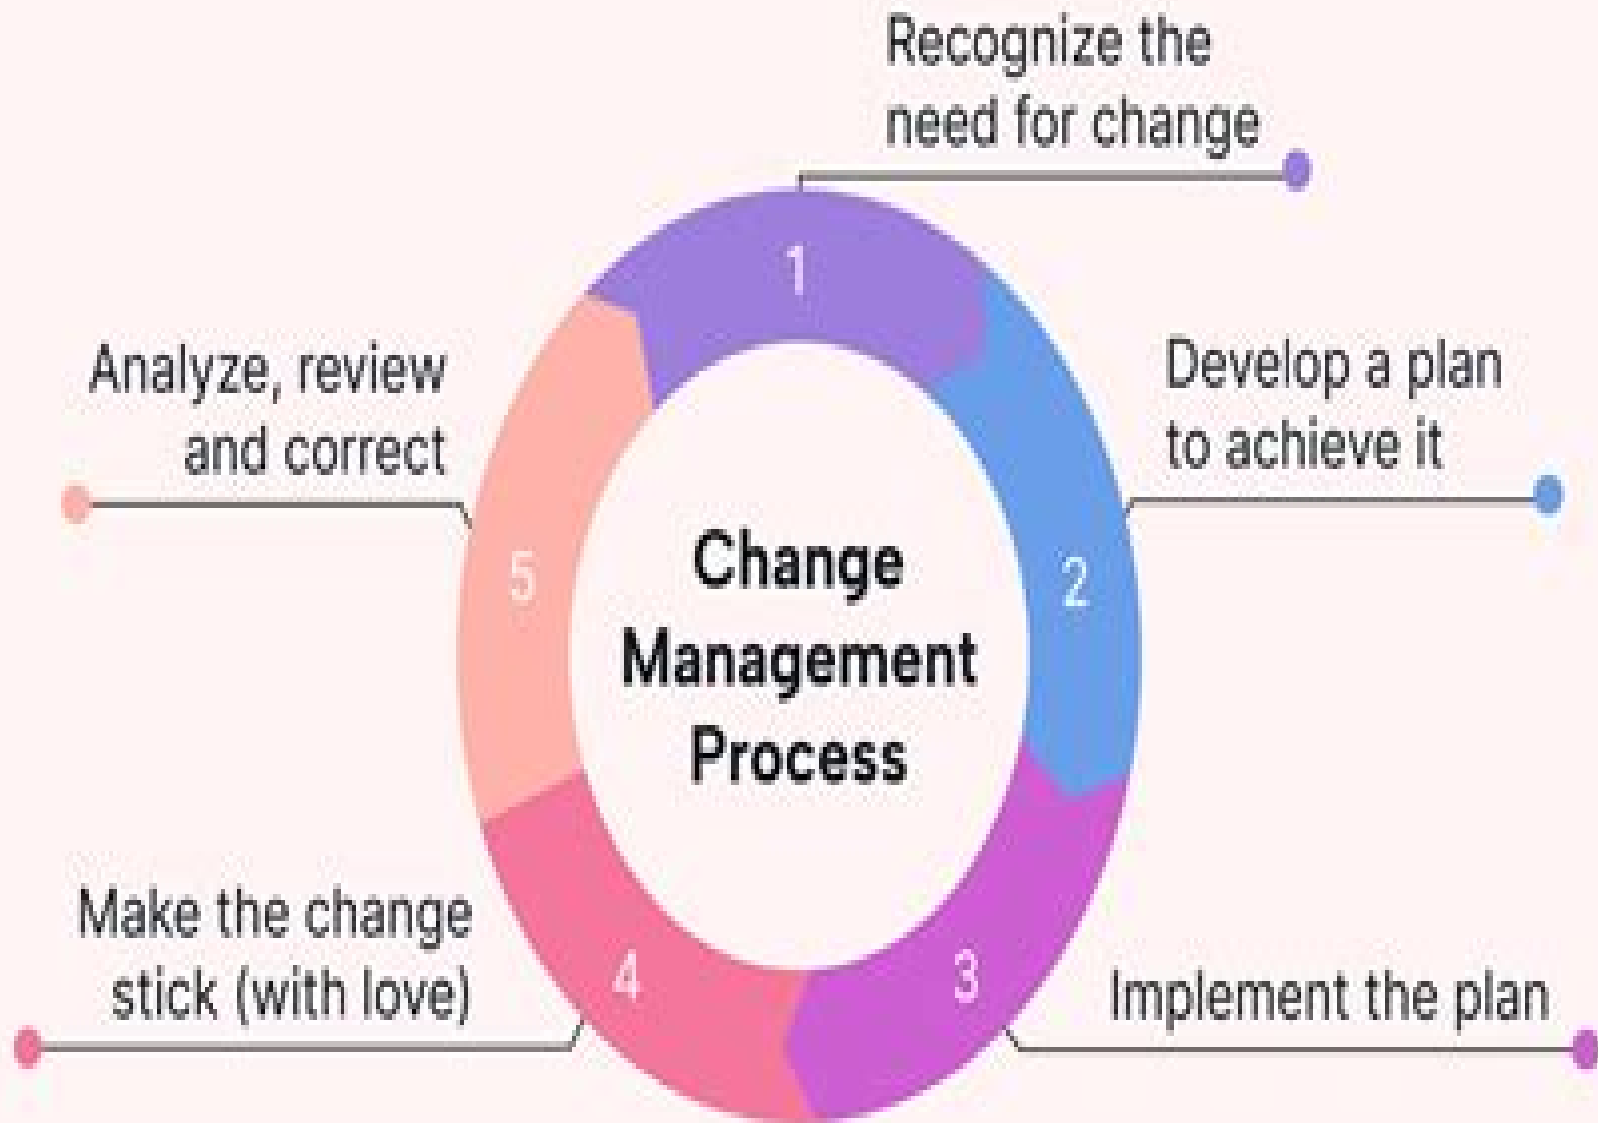 Recognize the
need for change
1
Develop a plan
to achieve it
2
Implement the plan
3
Make the change
stick (with love)
4
Analyze, review
and correct
5
Change
Management
Process